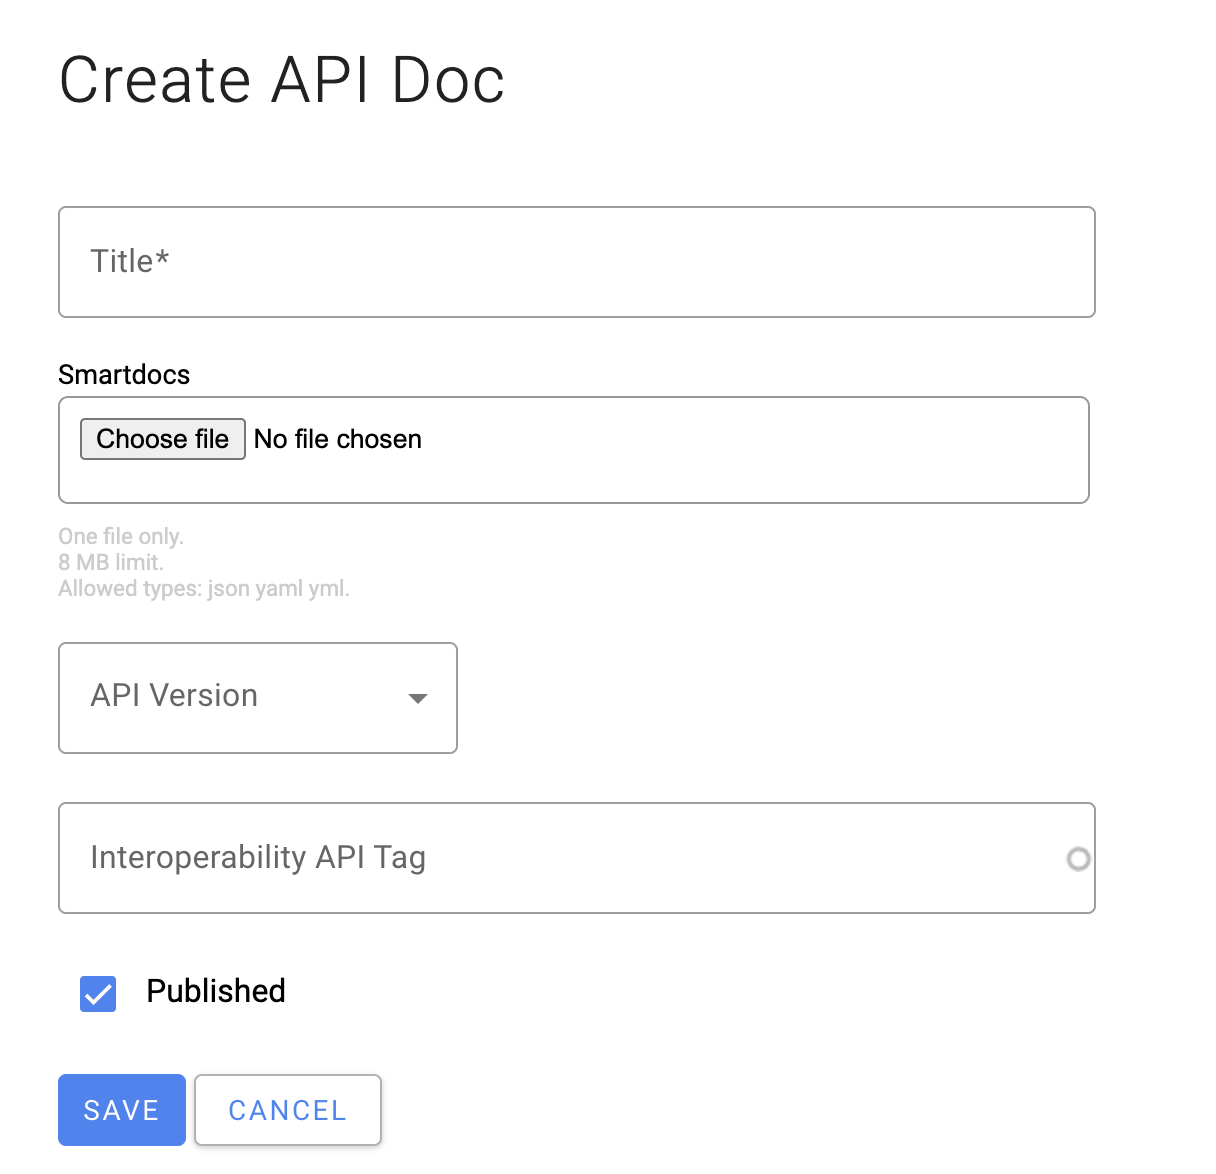 Create API Doc
Title*
Smartdocs
Choose file No file chosen
One file only.
8 MB limit.
Allowed types: json yaml yml.
API Version
Interoperability API Tag
Published
SAVE CANCEL